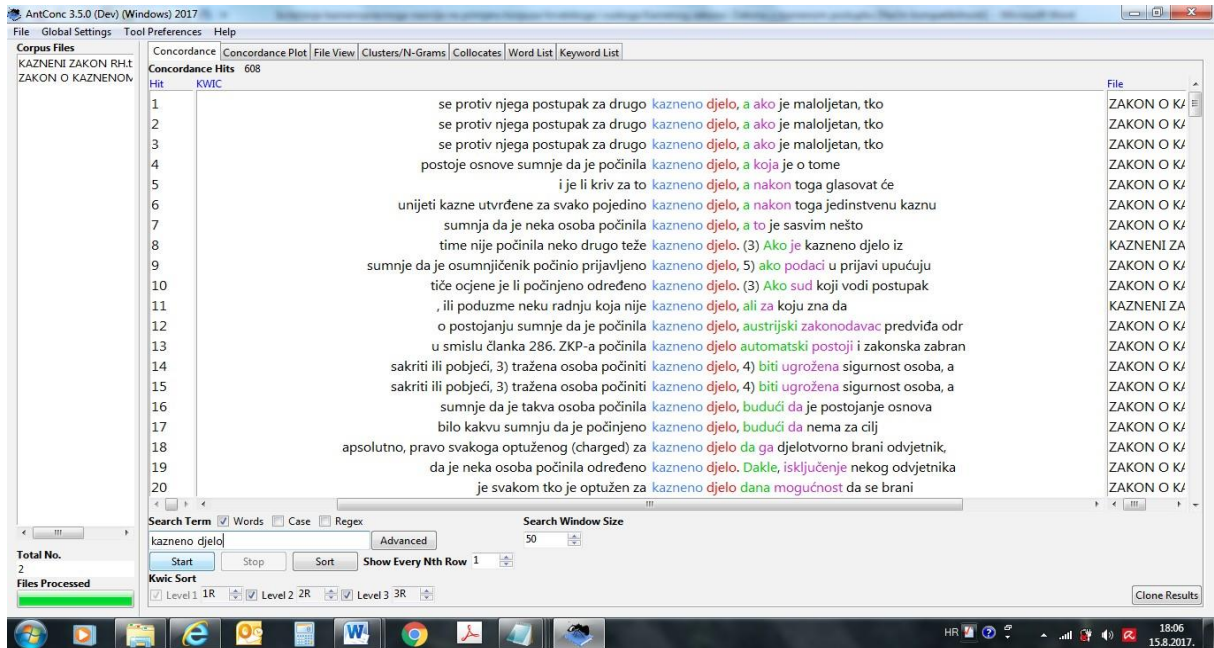 AntConc 3.5.0 (Dev) (Windows) 2017
File Global Settings Tool Preferences Help
Corpus Files
KAZNENI ZAKON RH.t
ZAKON O KAZNENOM
Concordance Concordance Plot File View Clusters/N-Grams Collocates Word List Keyword List
Concordance Hits 608
Hit KWIC File
1 se protiv njega postupak za drugo kazneno djelo, a ako je maloljetan, tko ZAKON O KA
2 se protiv njega postupak za drugo kazneno djelo, a ako je maloljetan, tko ZAKON O KA
3 se protiv njega postupak za drugo kazneno djelo, a ako je maloljetan, tko ZAKON O KA
4 postoje osnove sumnje da je počinila kazneno djelo, a koja je o tome ZAKON O KA
5 i je li kriv za to kazneno djelo, a nakon toga glasovat će ZAKON O KA
6 unijeti kazne utvrđene za svako pojedino kazneno djelo, a nakon toga jedinstvenu kaznu ZAKON O KA
7 sumnja da je neka osoba počinila kazneno djelo, a to je sasvim nešto ZAKON O KA
8 time nije počinila neko drugo teže kazneno djelo. (3) Ako je kazneno djelo iz KAZNENI ZA
9 sumnje da je osumnjičenik počinio prijavljeno kazneno djelo, 5) ako podaci u prijavi upućuju ZAKON O KA
10 tiče ocjene je li počinjeno određeno kazneno djelo. (3) Ako sud koji vodi postupak ZAKON O KA
11 , ili poduzme neku radnju koja nije kazneno djelo, ali za koju zna da KAZNENI ZA
12 o postojanju sumnje da je počinila kazneno djelo, austrijski zakonodavac predviđa odr ZAKON O KA
13 u smislu članka 286. ZKP-a počinila kazneno djelo automatski postoji i zakonska zabran ZAKON O KA
14 sakriti ili pobjeći, 3) tražena osoba počiniti kazneno djelo, 4) biti ugrožena sigurnost osoba, a ZAKON O KA
15 sakriti ili pobjeći, 3) tražena osoba počiniti kazneno djelo, 4) biti ugrožena sigurnost osoba, a ZAKON O KA
16 sumnje da je takva osoba počinila kazneno djelo, budući da je postojanje osnova ZAKON O KA
17 bilo kakvu sumnju da je počinjeno kazneno djelo, budući da nema za cilj ZAKON O KA
18 apsolutno, pravo svakoga optuženog (charged) za kazneno djelo da ga djelotvorno brani odvjetnik, ZAKON O KA
19 da je neka osoba počinila određeno kazneno djelo. Dakle, isključenje nekog odvjetnika ZAKON O KA
20 je svakom tko je optužen za kazneno djelo dana mogućnost da se brani ZAKON O KA
Search Term Words Case Regex Search Window Size
kazneno djelo Advanced 50
Start Stop Sort Show Every Nth Row 1
Kwic Sort
Level 1 1R Level 2 2R Level 3 3R Clone Results
Total No.
2
Files Processed
HR 18:06
15.8.2017.